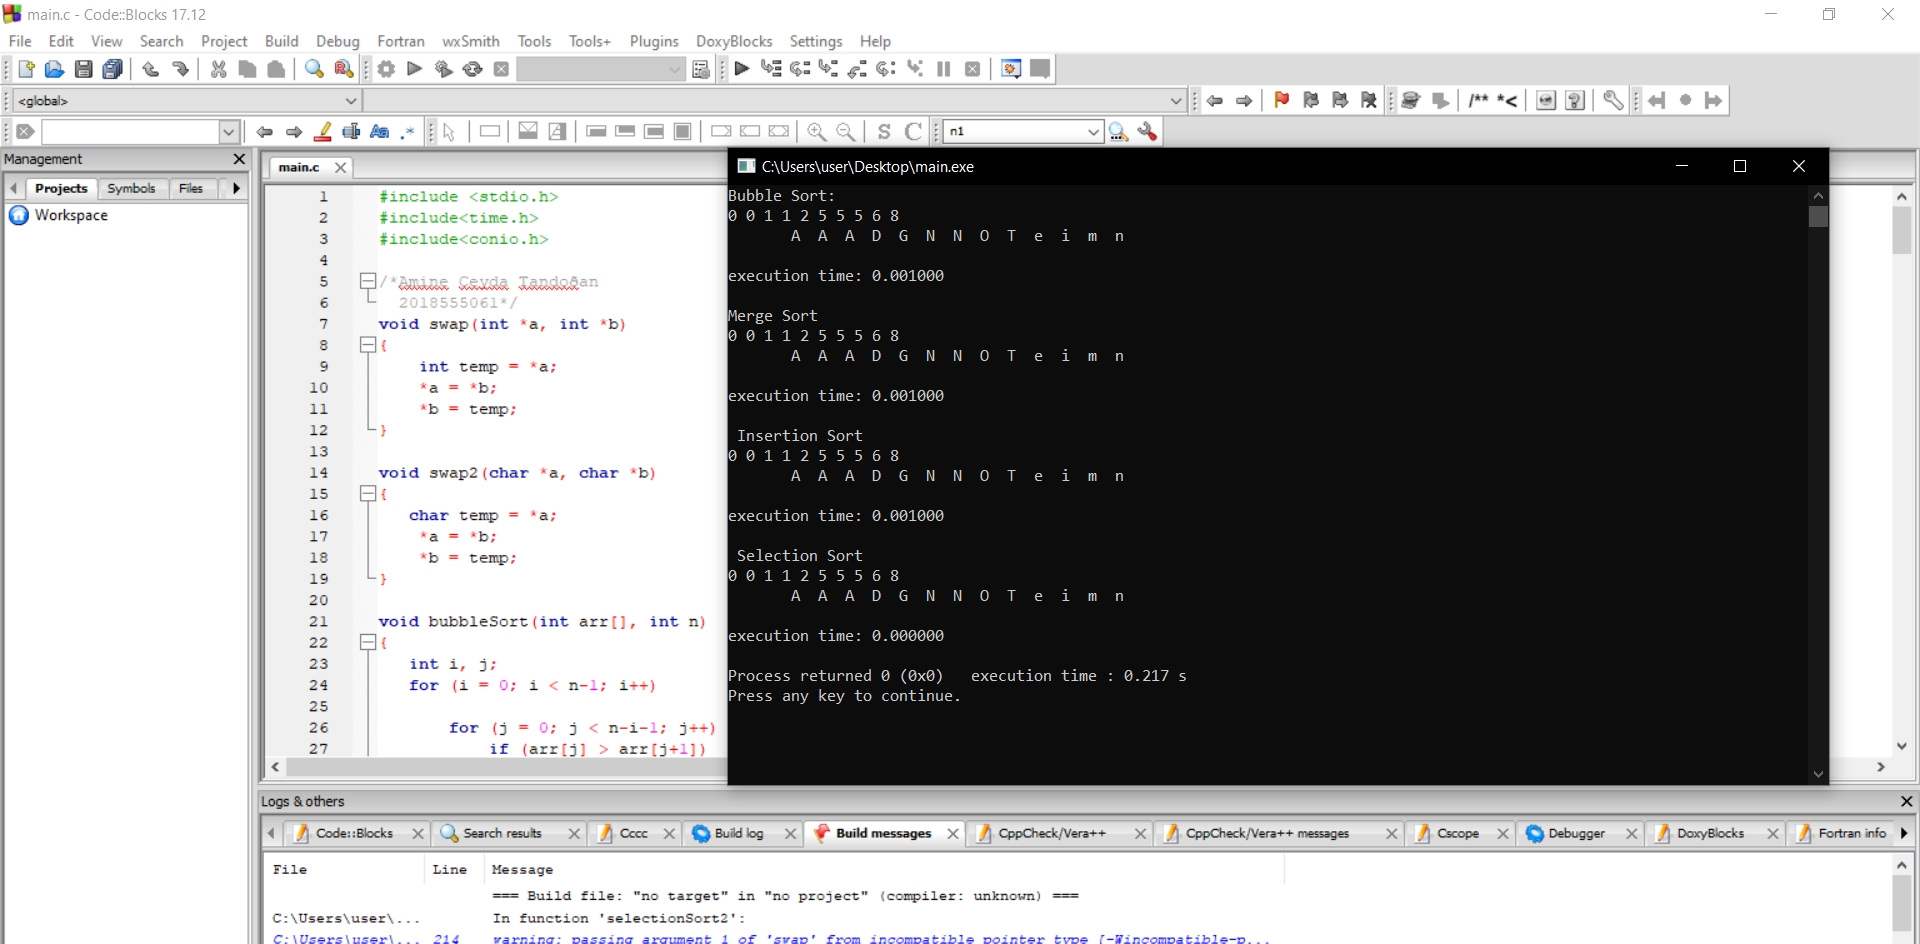 main.c - Code::Blocks 17.12
File Edit View Search Project Build Debug Fortran wxSmith Tools Tools+ Plugins DoxyBlocks Settings Help
<global>
/** *<
Aa .* S C n1
Management
Projects Symbols Files
Workspace
main.c
1 #include <stdio.h>
2 #include<time.h>
3 #include<conio.h>
4
5 /*Amine Ceyda Tandoğan
6 2018555061*/
7 void swap(int *a, int *b)
8 {
9 int temp = *a;
10 *a = *b;
11 *b = temp;
12 }
13
14 void swap2(char *a, char *b)
15 {
16 char temp = *a;
17 *a = *b;
18 *b = temp;
19 }
20
21 void bubbleSort(int arr[], int n)
22 {
23 int i, j;
24 for (i = 0; i < n-1; i++)
25
26 for (j = 0; j < n-i-1; j++)
27 if (arr[j] > arr[j+1])
C:\Users\user\Desktop\main.exe
Bubble Sort:
0 0 1 1 2 5 5 5 6 8
A A A D G N N O T e i m n
execution time: 0.001000
Merge Sort
0 0 1 1 2 5 5 5 6 8
A A A D G N N O T e i m n
execution time: 0.001000
Insertion Sort
0 0 1 1 2 5 5 5 6 8
A A A D G N N O T e i m n
execution time: 0.001000
Selection Sort
0 0 1 1 2 5 5 5 6 8
A A A D G N N O T e i m n
execution time: 0.000000
Process returned 0 (0x0) execution time : 0.217 s
Press any key to continue.
Logs & others
Code::Blocks Search results Cccc Build log Build messages CppCheck/Vera++ CppCheck/Vera++ messages Cscope Debugger DoxyBlocks Fortran info
File Line Message
=== Build file: "no target" in "no project" (compiler: unknown) ===
C:\Users\user\... In function 'selectionSort2':
C:\Users\user\... 214 warning: passing argument 1 of 'swap' from incompatible pointer type [-Wincompatible-p...